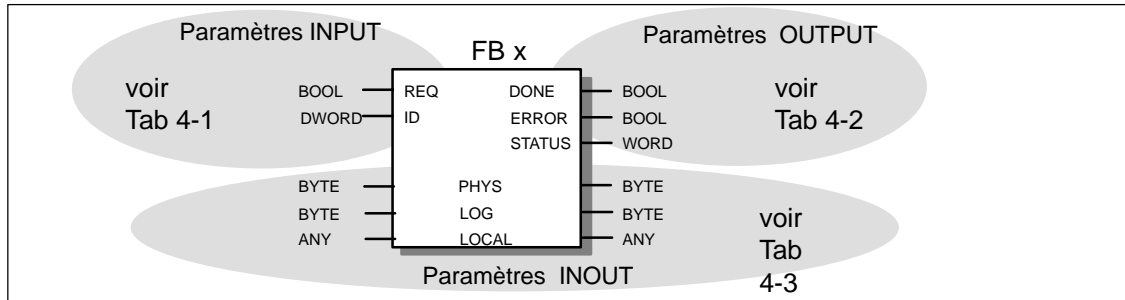 Paramètres INPUT
Paramètres OUTPUT
FB x
voir
Tab 4-1
BOOL REQ DONE BOOL
DWORD ID ERROR BOOL
STATUS WORD
voir
Tab 4-2
BYTE PHYS BYTE
BYTE LOG BYTE
ANY LOCAL ANY
voir
Tab
4-3
Paramètres INOUT